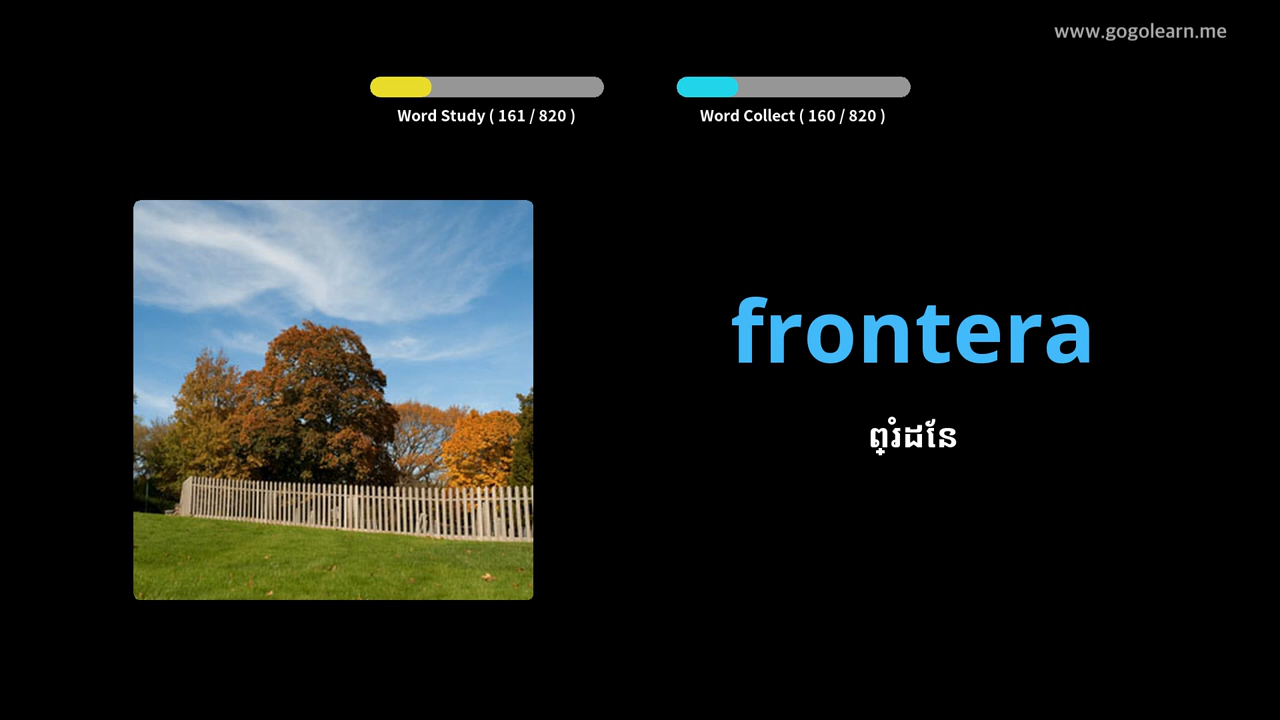 www.gogolearn.me
Word Study ( 161 / 820 )
Word Collect ( 160 / 820 )
frontera
ព្រំដែន